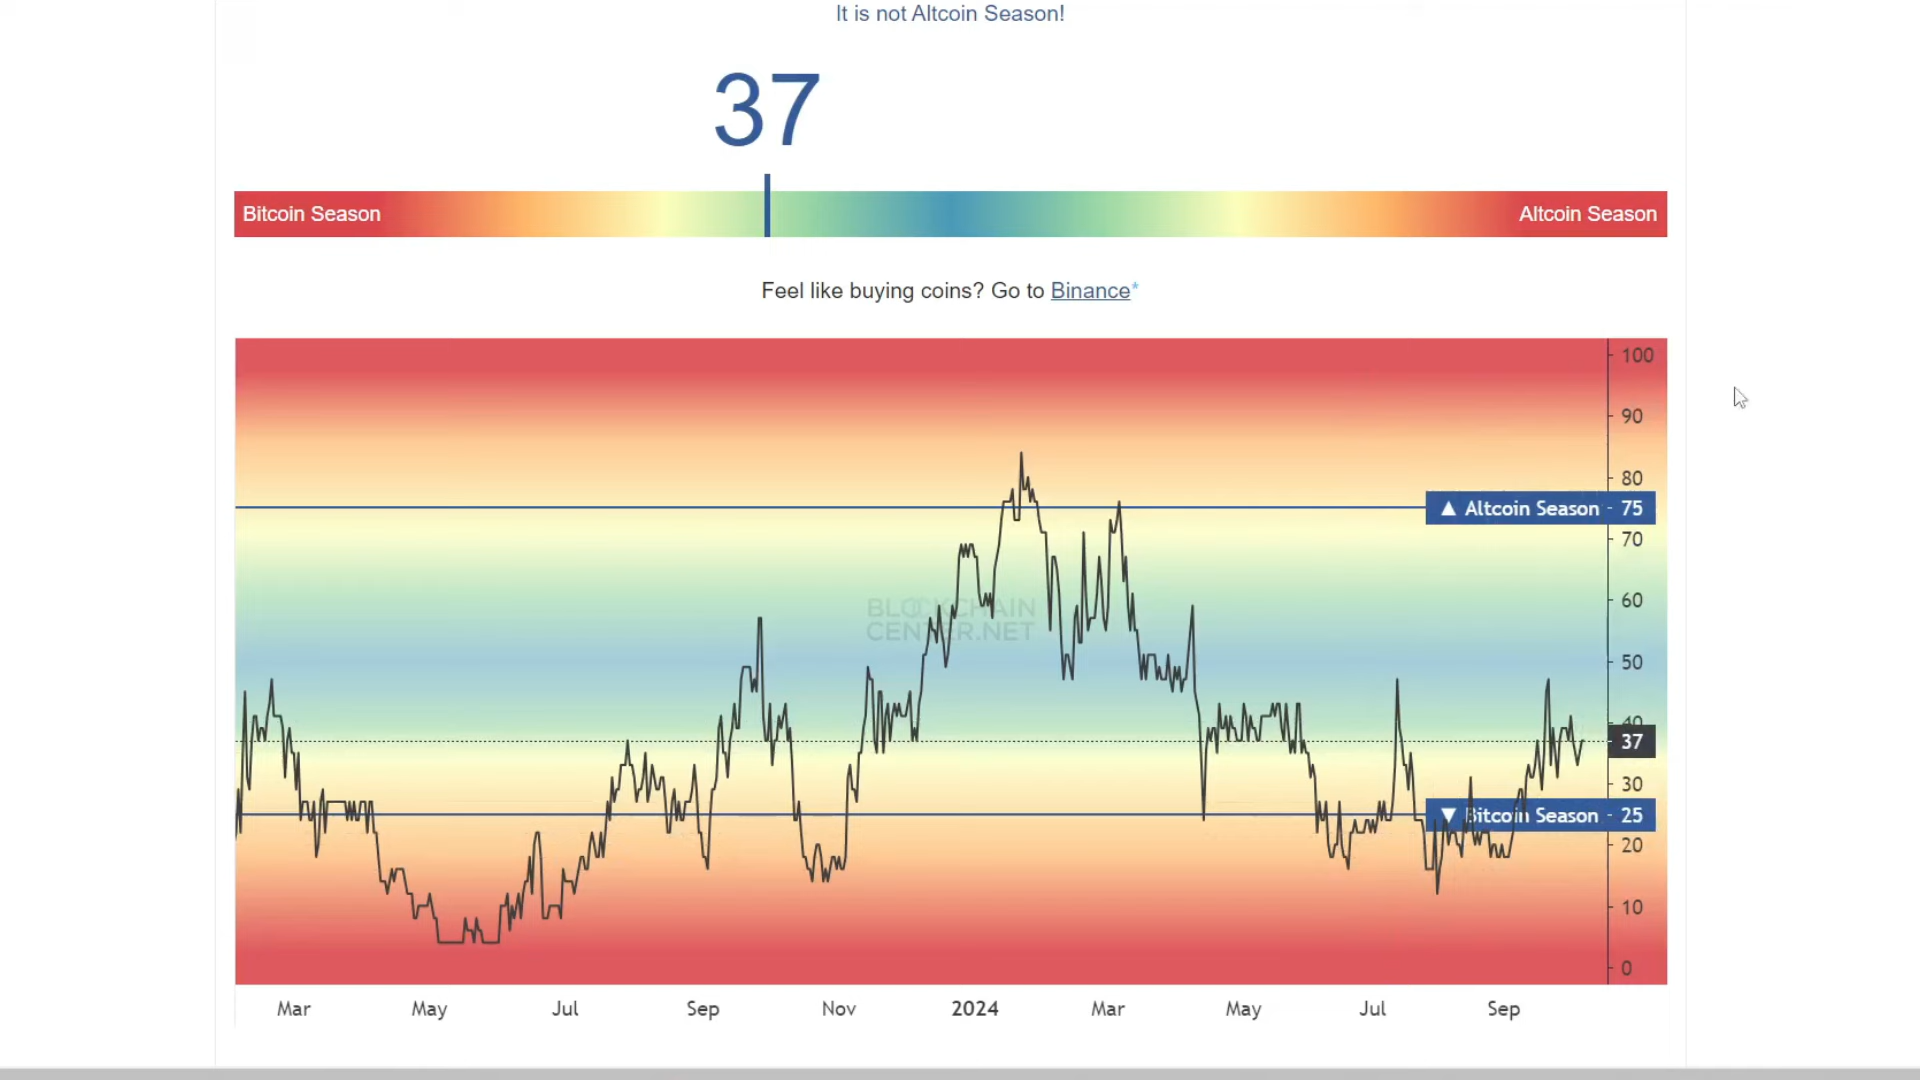 It is not Altcoin Season!
37
Bitcoin Season
Altcoin Season
Feel like buying coins? Go to Binance*
100
90
80
▲ Altcoin Season - 75
70
60
BLOCKCHAIN
CENTER.NET
50
40
37
30
▼ Bitcoin Season - 25
20
10
0
Mar May Jul Sep Nov 2024 Mar May Jul Sep